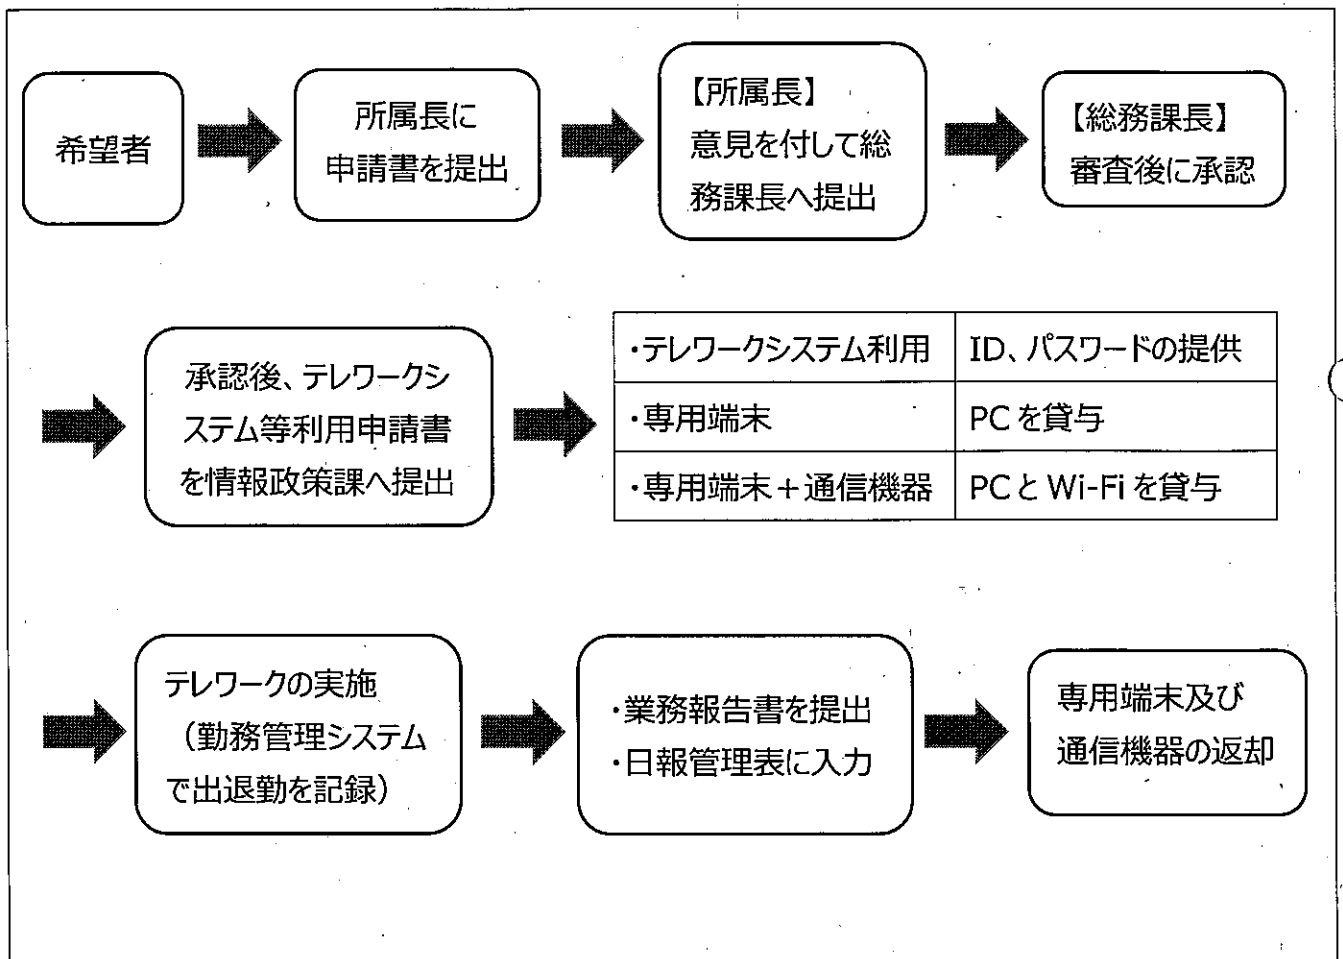 希望者
所属長に
申請書を提出
【所属長】
意見を付して総
務課長へ提出
【総務課長】
審査後に承認
承認後、テレワークシ
ステム等利用申請書
を情報政策課へ提出
・テレワークシステム利用 ID、パスワードの提供
・専用端末 PCを貸与
・専用端末+通信機器 PCとWi-Fiを貸与
テレワークの実施
（勤務管理システム
で出退勤を記録）
・業務報告書を提出
・日報管理表に入力
専用端末及び
通信機器の返却